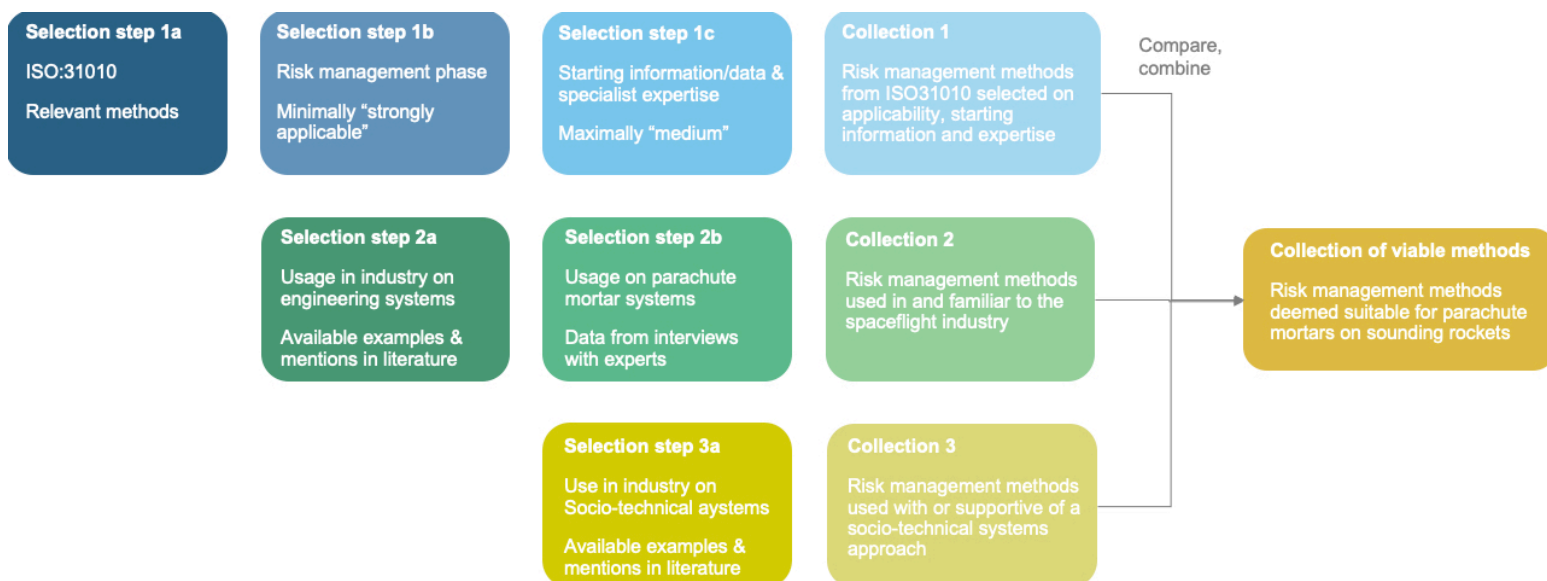 Selection step 1a
ISO:31010
Relevant methods
Selection step 1b
Risk management phase
Minimally “strongly
applicable”
Selection step 1c
Starting information/data &
specialist expertise
Maximally “medium”
Collection 1
Risk management methods
from ISO31010 selected on
applicability, starting
information and expertise
Compare,
combine
Selection step 2a
Usage in industry on
engineering systems
Available examples &
mentions in literature
Selection step 2b
Usage on parachute
mortar systems
Data from interviews
with experts
Collection 2
Risk management methods
used in and familiar to the
spaceflight industry
Collection of viable methods
Risk management methods
deemed suitable for parachute
mortars on sounding rockets
Selection step 3a
Use in industry on
Socio-technical aystems
Available examples &
mentions in literature
Collection 3
Risk management methods
used with or supportive of a
socio-technical systems
approach